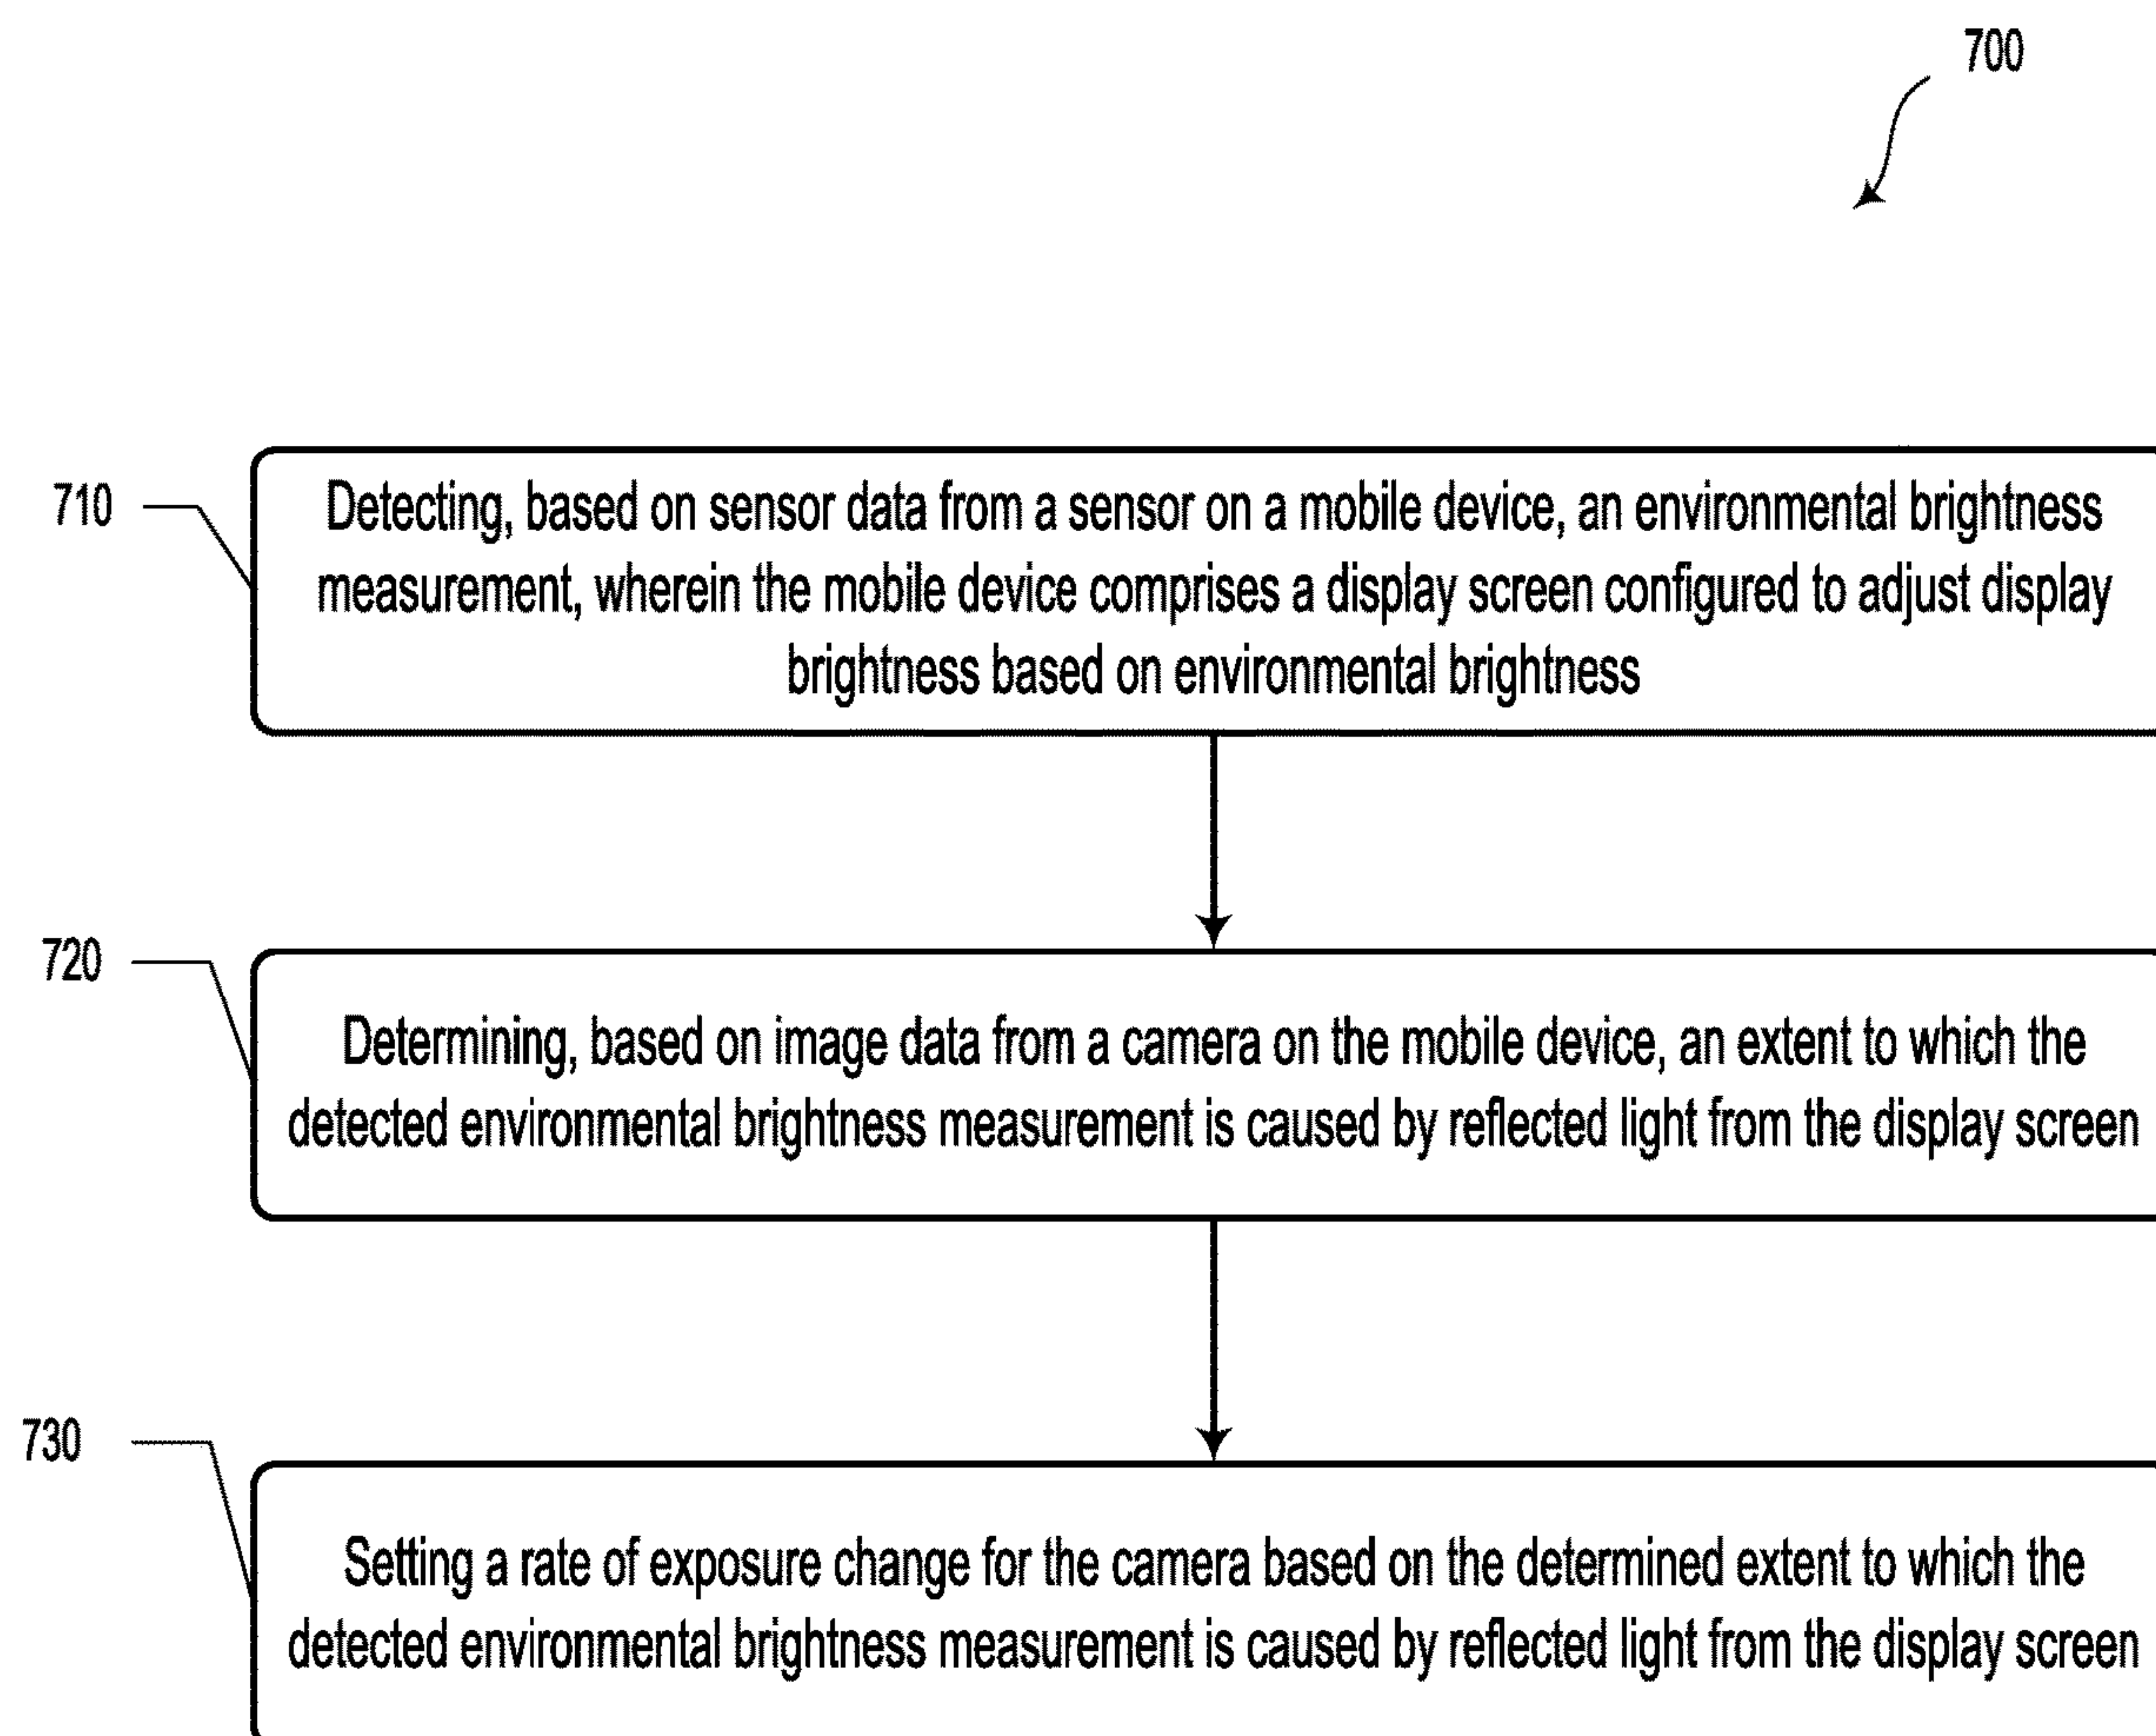 700
710
Detecting, based on sensor data from a sensor on a mobile device, an environmental brightness
measurement, wherein the mobile device comprises a display screen configured to adjust display
brightness based on environmental brightness
720
Determining, based on image data from a camera on the mobile device, an extent to which the
detected environmental brightness measurement is caused by reflected light from the display screen
730
Setting a rate of exposure change for the camera based on the determined extent to which the
detected environmental brightness measurement is caused by reflected light from the display screen